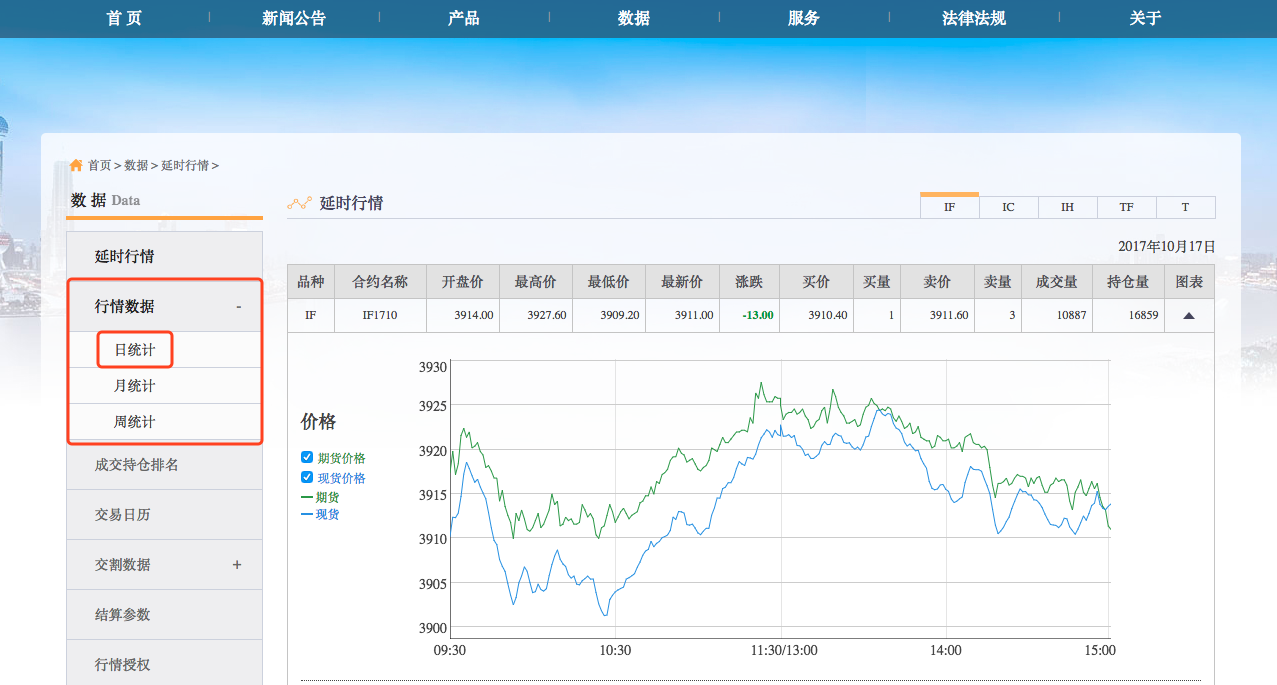 首 页 新闻公告 产品 数据 服务 法律法规 关于
首页 > 数据 > 延时行情 >
数 据 Data
延时行情
行情数据 -
日统计
月统计
周统计
成交持仓排名
交易日历
交割数据 +
结算参数
行情授权
延时行情 IF IC IH TF T
2017年10月17日
品种 合约名称 开盘价 最高价 最低价 最新价 涨跌 买价 买量 卖价 卖量 成交量 持仓量 图表
IF IF1710 3914.00 3927.60 3909.20 3911.00 -13.00 3910.40 1 3911.60 3 10887 16859
价格
期货价格
现货价格
期货
现货
3930
3925
3920
3915
3910
3905
3900
09:30 10:30 11:30/13:00 14:00 15:00